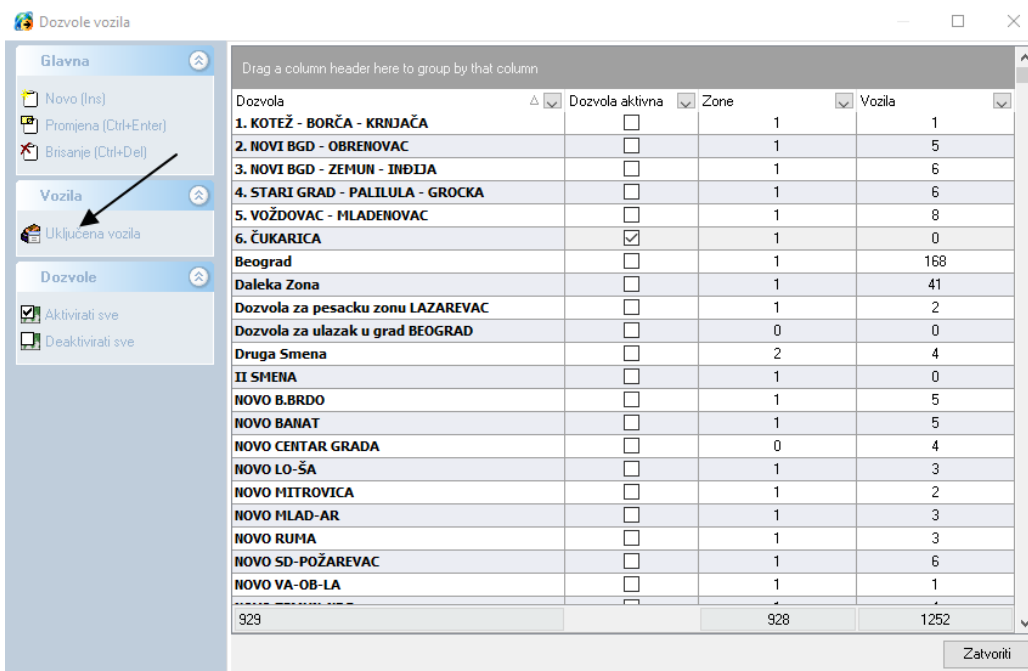 Dozvole vozila
Glavna
Novo (Ins)
Promjena (Ctrl+Enter)
Brisanje (Ctrl+Del)
Vozila
Uključena vozila
Dozvole
Aktivirati sve
Deaktivirati sve
Drag a column header here to group by that column
Dozvola Dozvola aktivna Zone Vozila
1. KOTEŽ - BORČA - KRNJAČA 1 1
2. NOVI BGD - OBRENOVAC 1 5
3. NOVI BGD - ZEMUN - INĐIJA 1 6
4. STARI GRAD - PALILULA - GROCKA 1 6
5. VOŽDOVAC - MLADENOVAC 1 8
6. ČUKARICA 1 0
Beograd 1 168
Daleka Zona 1 41
Dozvola za pesacku zonu LAZAREVAC 1 2
Dozvola za ulazak u grad BEOGRAD 0 0
Druga Smena 2 4
II SMENA 1 0
NOVO B.BRDO 1 5
NOVO BANAT 1 5
NOVO CENTAR GRADA 0 4
NOVO LO-ŠA 1 3
NOVO MITROVICA 1 2
NOVO MLAD-AR 1 3
NOVO RUMA 1 3
NOVO SD-POŽAREVAC 1 6
NOVO VA-OB-LA 1 1
929 928 1252
Zatvoriti